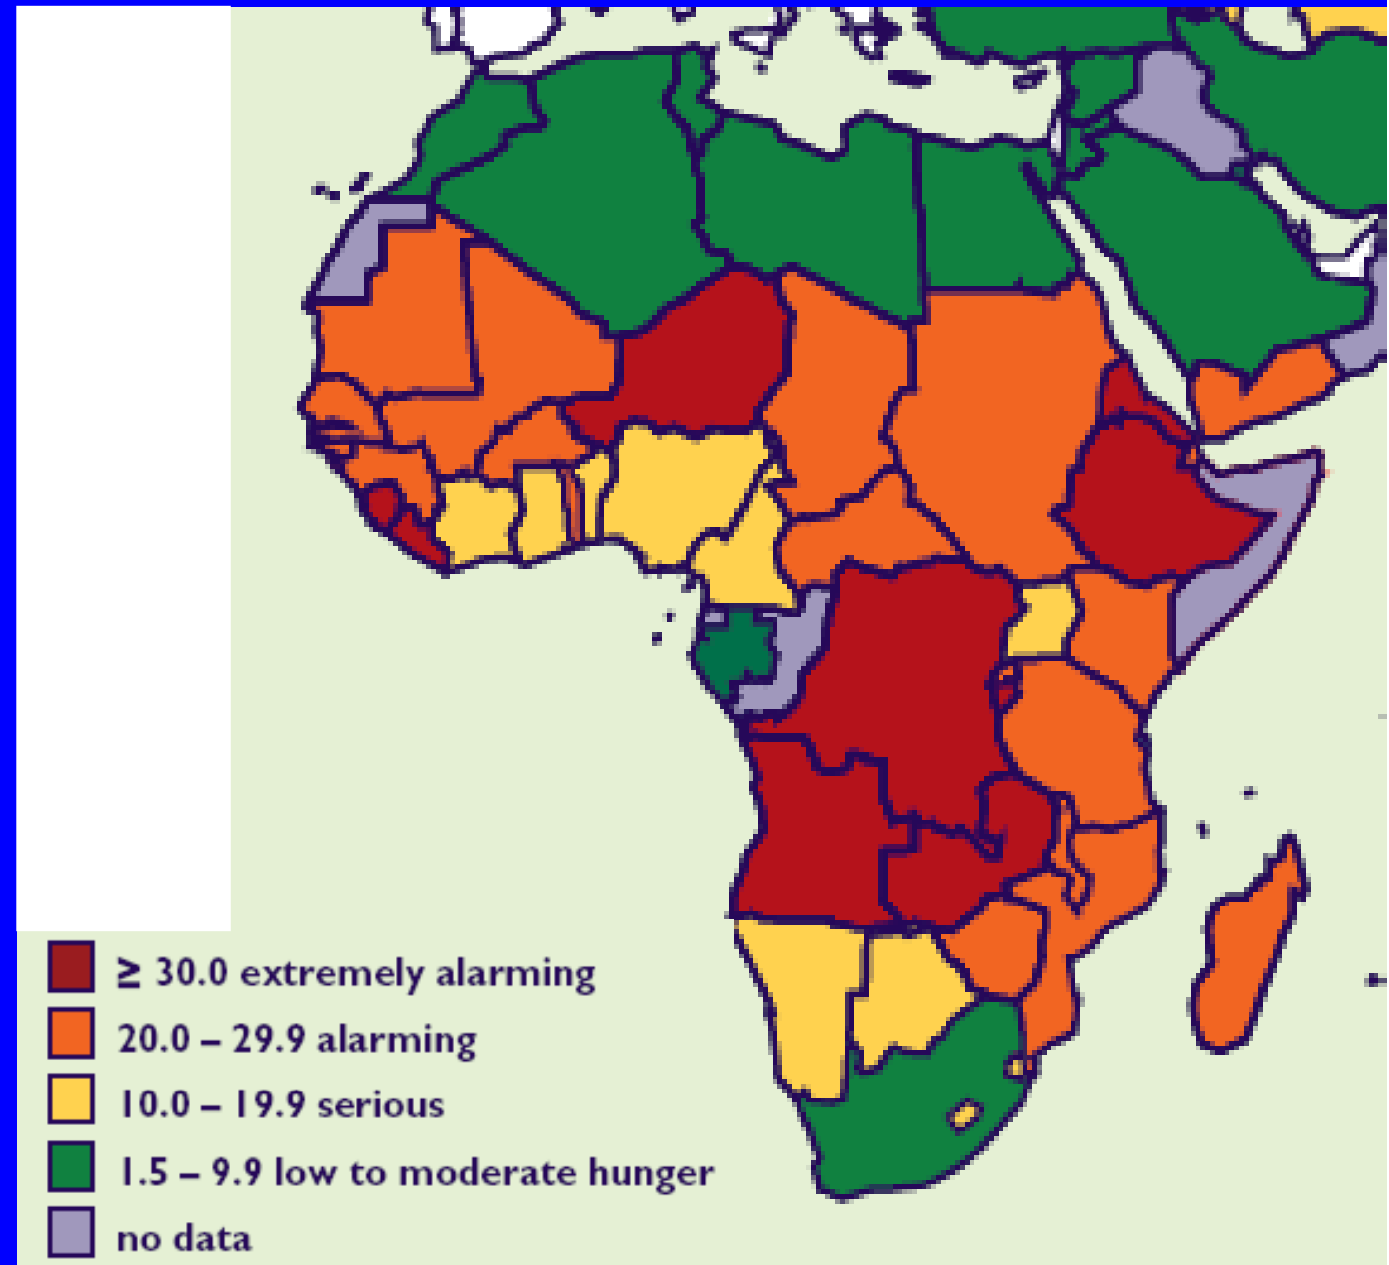 ≥ 30.0 extremely alarming
20.0 – 29.9 alarming
10.0 – 19.9 serious
1.5 – 9.9 low to moderate hunger
no data